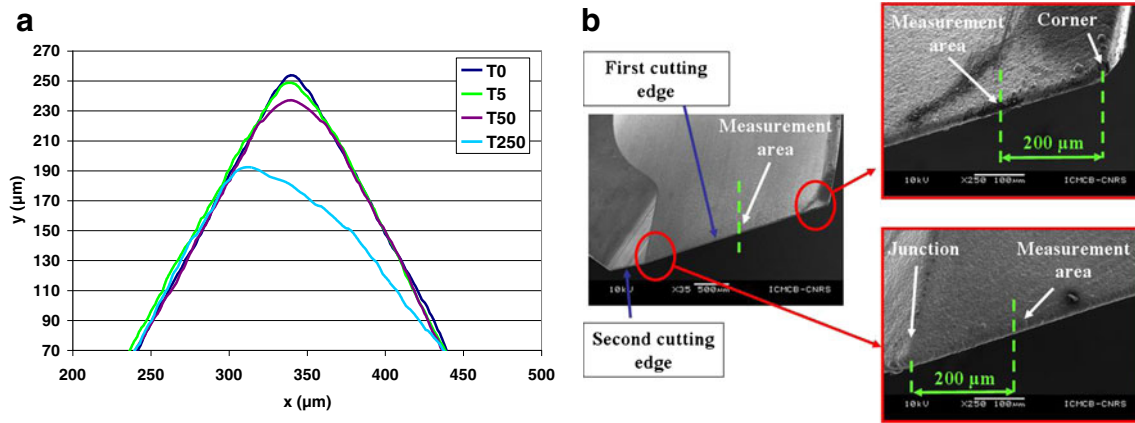 a
270
250
230
210
190
170
150
130
110
90
70
y (µm)
200 250 300 350 400 450 500
x (µm)
T0
T5
T50
T250
b
First cutting
edge
Measurement
area
10kV X35 500µm ICMCB-CNRS
Second cutting
edge
Measurement
area
Corner
200 µm
10kV X250 100µm ICMCB-CNRS
Junction
Measurement
area
200 µm
10kV X250 100µm ICMCB-CNRS